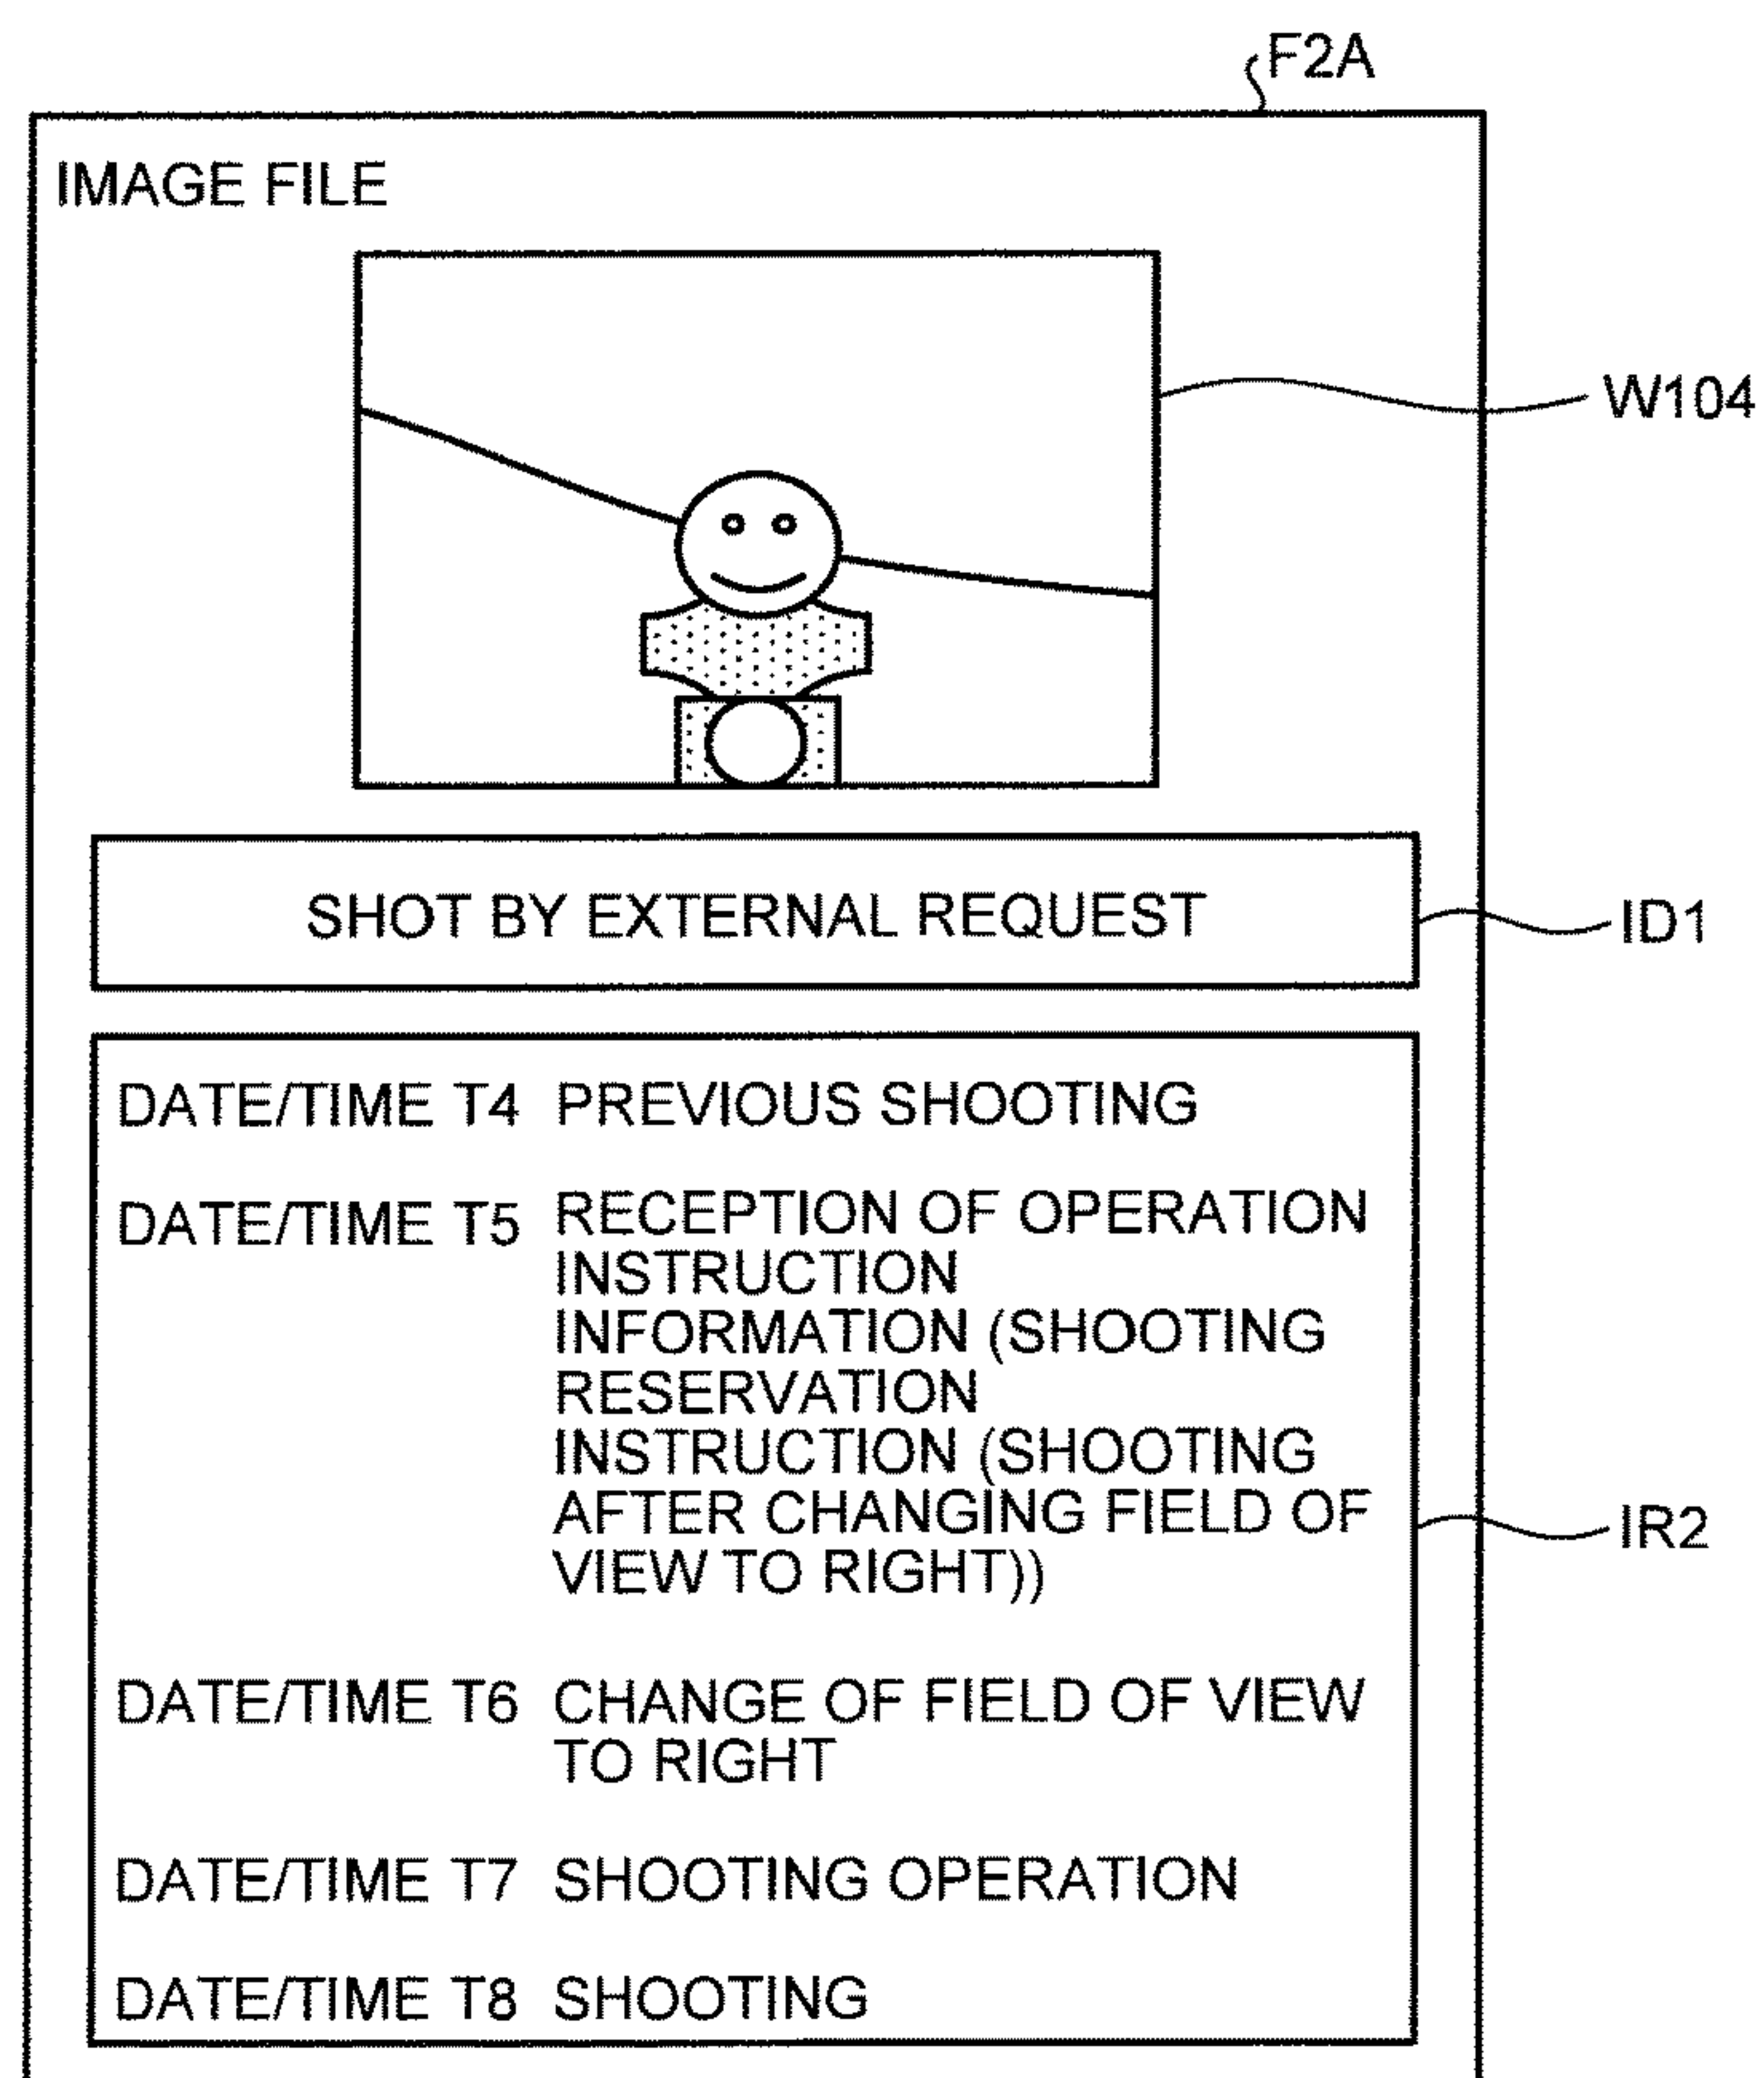 F2A
IMAGE FILE
W104
SHOT BY EXTERNAL REQUEST
ID1
DATE/TIME T4 PREVIOUS SHOOTING
DATE/TIME T5 RECEPTION OF OPERATION
INSTRUCTION
INFORMATION (SHOOTING
RESERVATION
INSTRUCTION (SHOOTING
AFTER CHANGING FIELD OF
VIEW TO RIGHT))
IR2
DATE/TIME T6 CHANGE OF FIELD OF VIEW
TO RIGHT
DATE/TIME T7 SHOOTING OPERATION
DATE/TIME T8 SHOOTING